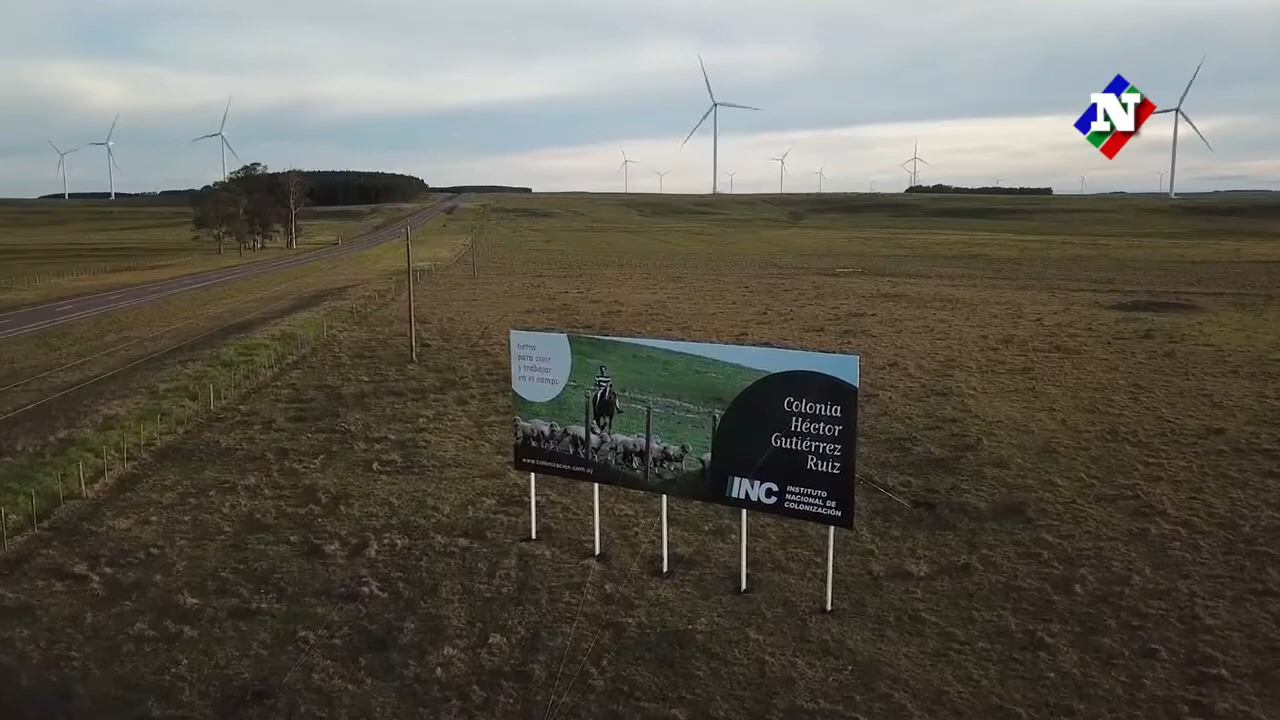 N
tierra
para vivir
y trabajar
en el campo
Colonia
Héctor
Gutiérrez
Ruiz
www.colonizacion.com.uy
INC
INSTITUTO
NACIONAL DE
COLONIZACIÓN